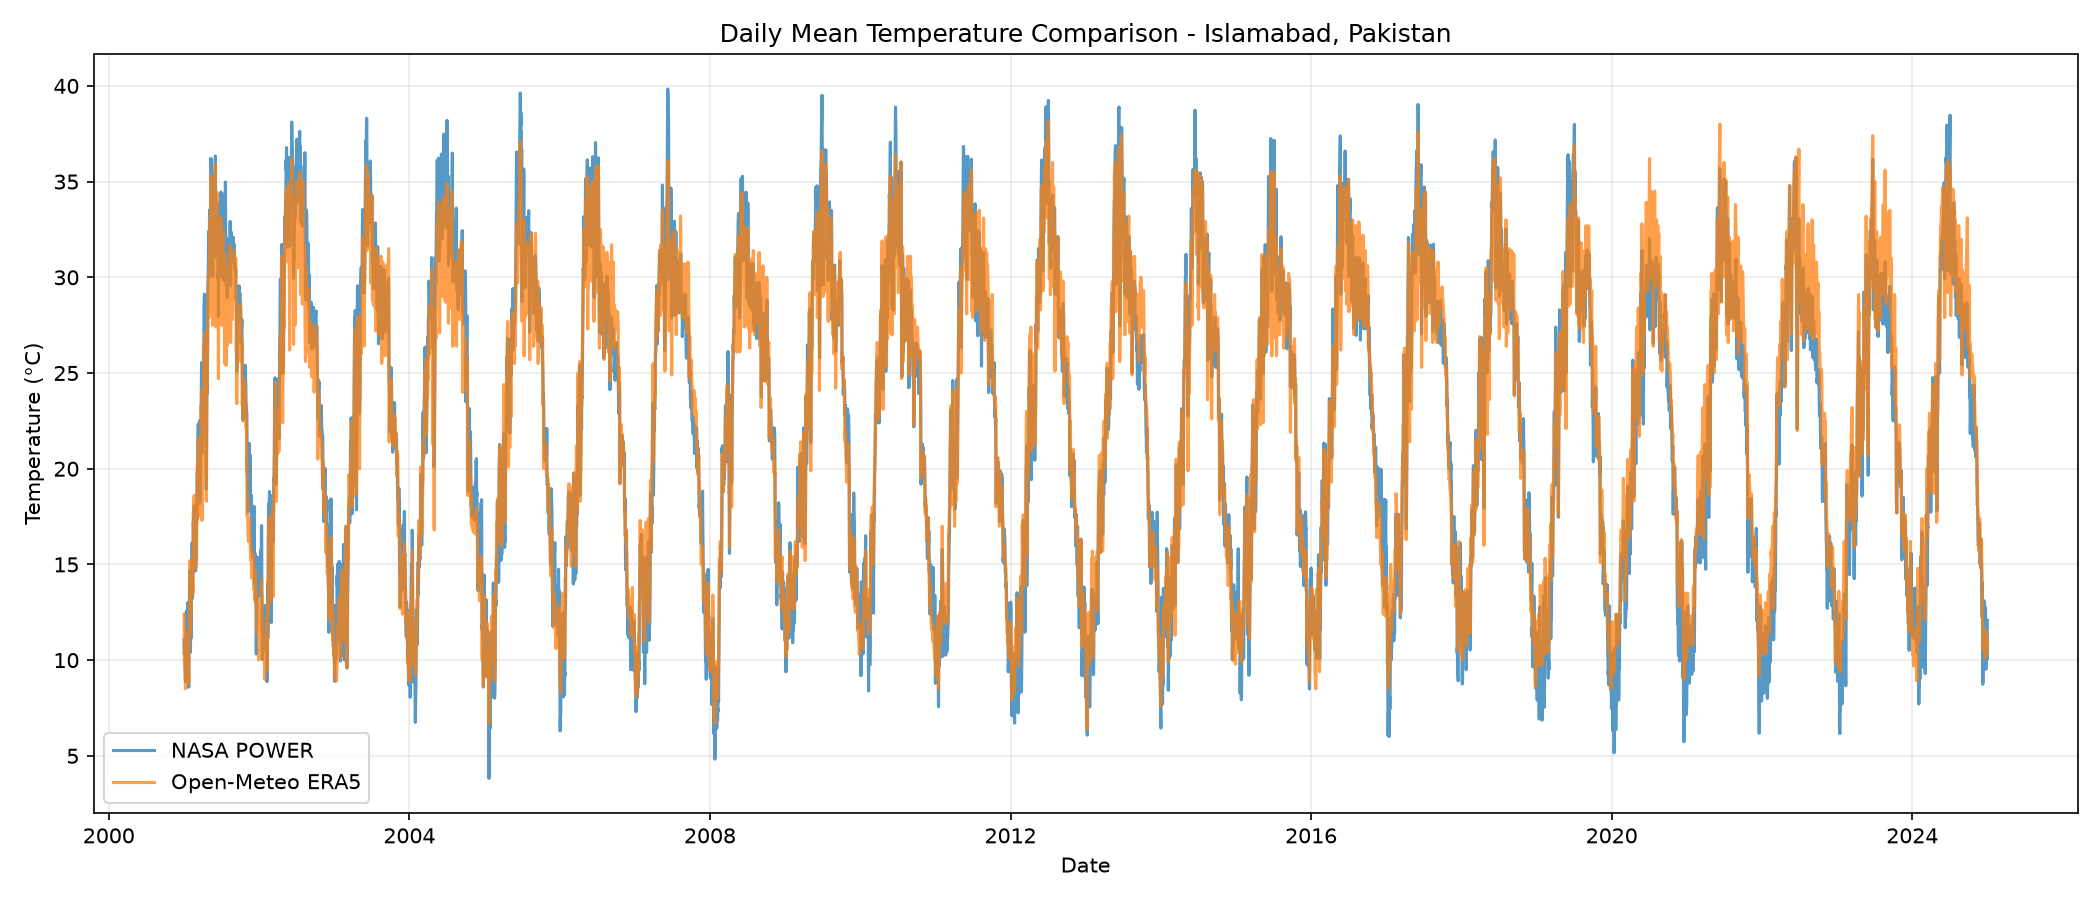 Daily Mean Temperature Comparison - Islamabad, Pakistan
40
35
30
25
20
15
10
5
Temperature (°C)
NASA POWER
Open-Meteo ERA5
2000 2004 2008 2012 2016 2020 2024
Date